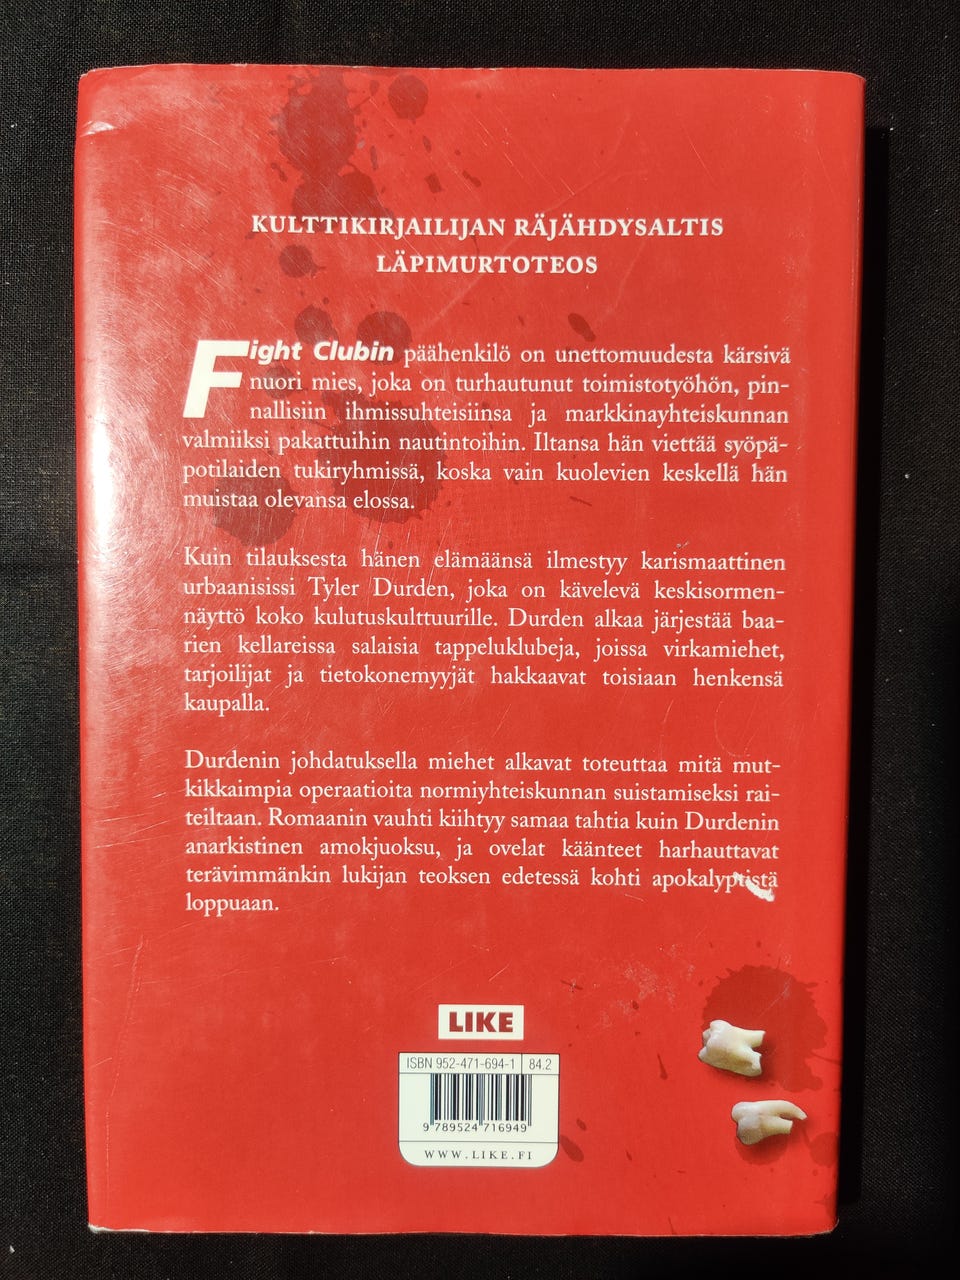 KULTTIKIRJAILIJAN RÄJÄHDYSALTIS
LÄPIMURTOTEOS
Fight Clubin päähenkilö on unettomuudesta kärsivä
nuori mies, joka on turhautunut toimistotyöhön, pin-
nallisiin ihmissuhteisiinsa ja markkinayhteiskunnan
valmiiksi pakattuihin nautintoihin. Iltansa hän viettää syöpä-
potilaiden tukiryhmissä, koska vain kuolevien keskellä hän
muistaa olevansa elossa.
Kuin tilauksesta hänen elämäänsä ilmestyy karismaattinen
urbaanisissi Tyler Durden, joka on kävelevä keskisormen-
näyttö koko kulutuskulttuurille. Durden alkaa järjestää baa-
rien kellareissa salaisia tappeluklubeja, joissa virkamiehet,
tarjoilijat ja tietokonemyyjät hakkaavat toisiaan henkensä
kaupalla.
Durdenin johdatuksella miehet alkavat toteuttaa mitä mut-
kikkaimpia operaatioita normiyhteiskunnan suistamiseksi rai-
teiltaan. Romaanin vauhti kiihtyy samaa tahtia kuin Durdenin
anarkistinen amokjuoksu, ja ovelat käänteet harhauttavat
terävimmänkin lukijan teoksen edetessä kohti apokalyptistä
loppuaan.
LIKE
ISBN 952-471-694-1 84.2
9 789524 716949
WWW.LIKE.FI